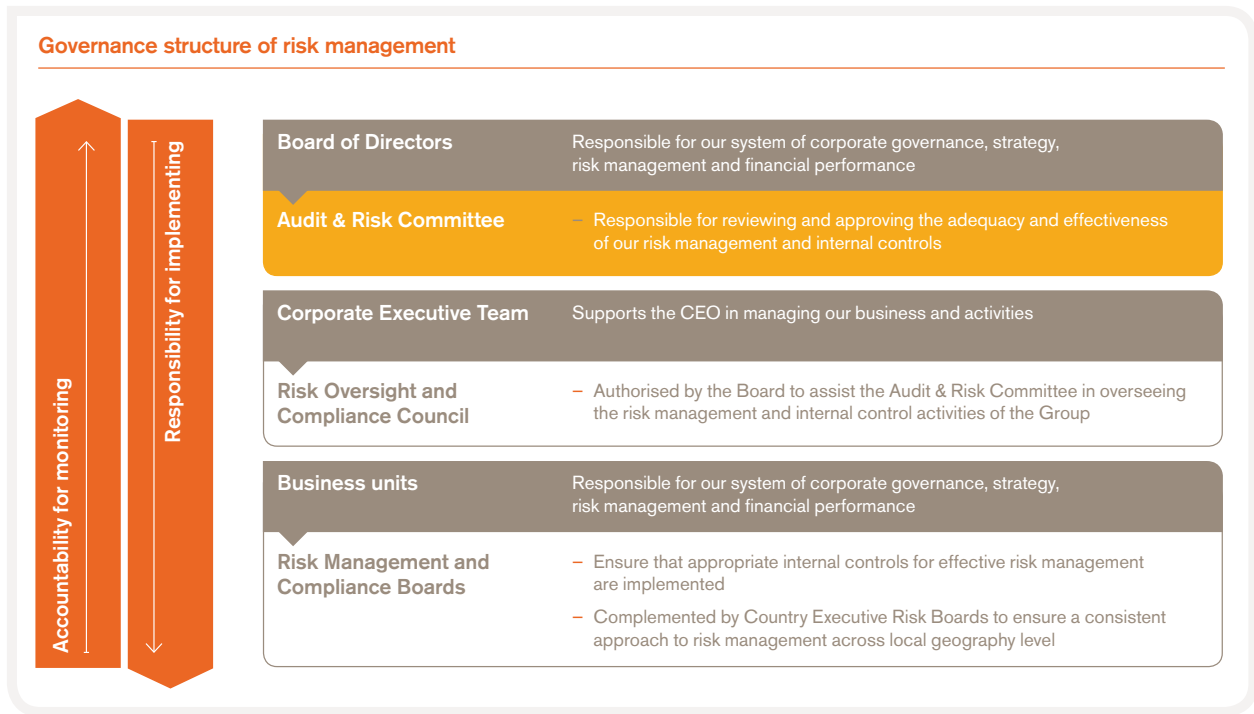 Governance structure of risk management
Accountability for monitoring
Responsibility for implementing
Board of Directors
Responsible for our system of corporate governance, strategy,
risk management and financial performance
Audit & Risk Committee
– Responsible for reviewing and approving the adequacy and effectiveness
of our risk management and internal controls
Corporate Executive Team
Supports the CEO in managing our business and activities
Risk Oversight and
Compliance Council
– Authorised by the Board to assist the Audit & Risk Committee in overseeing
the risk management and internal control activities of the Group
Business units
Responsible for our system of corporate governance, strategy,
risk management and financial performance
Risk Management and
Compliance Boards
– Ensure that appropriate internal controls for effective risk management
are implemented
– Complemented by Country Executive Risk Boards to ensure a consistent
approach to risk management across local geography level